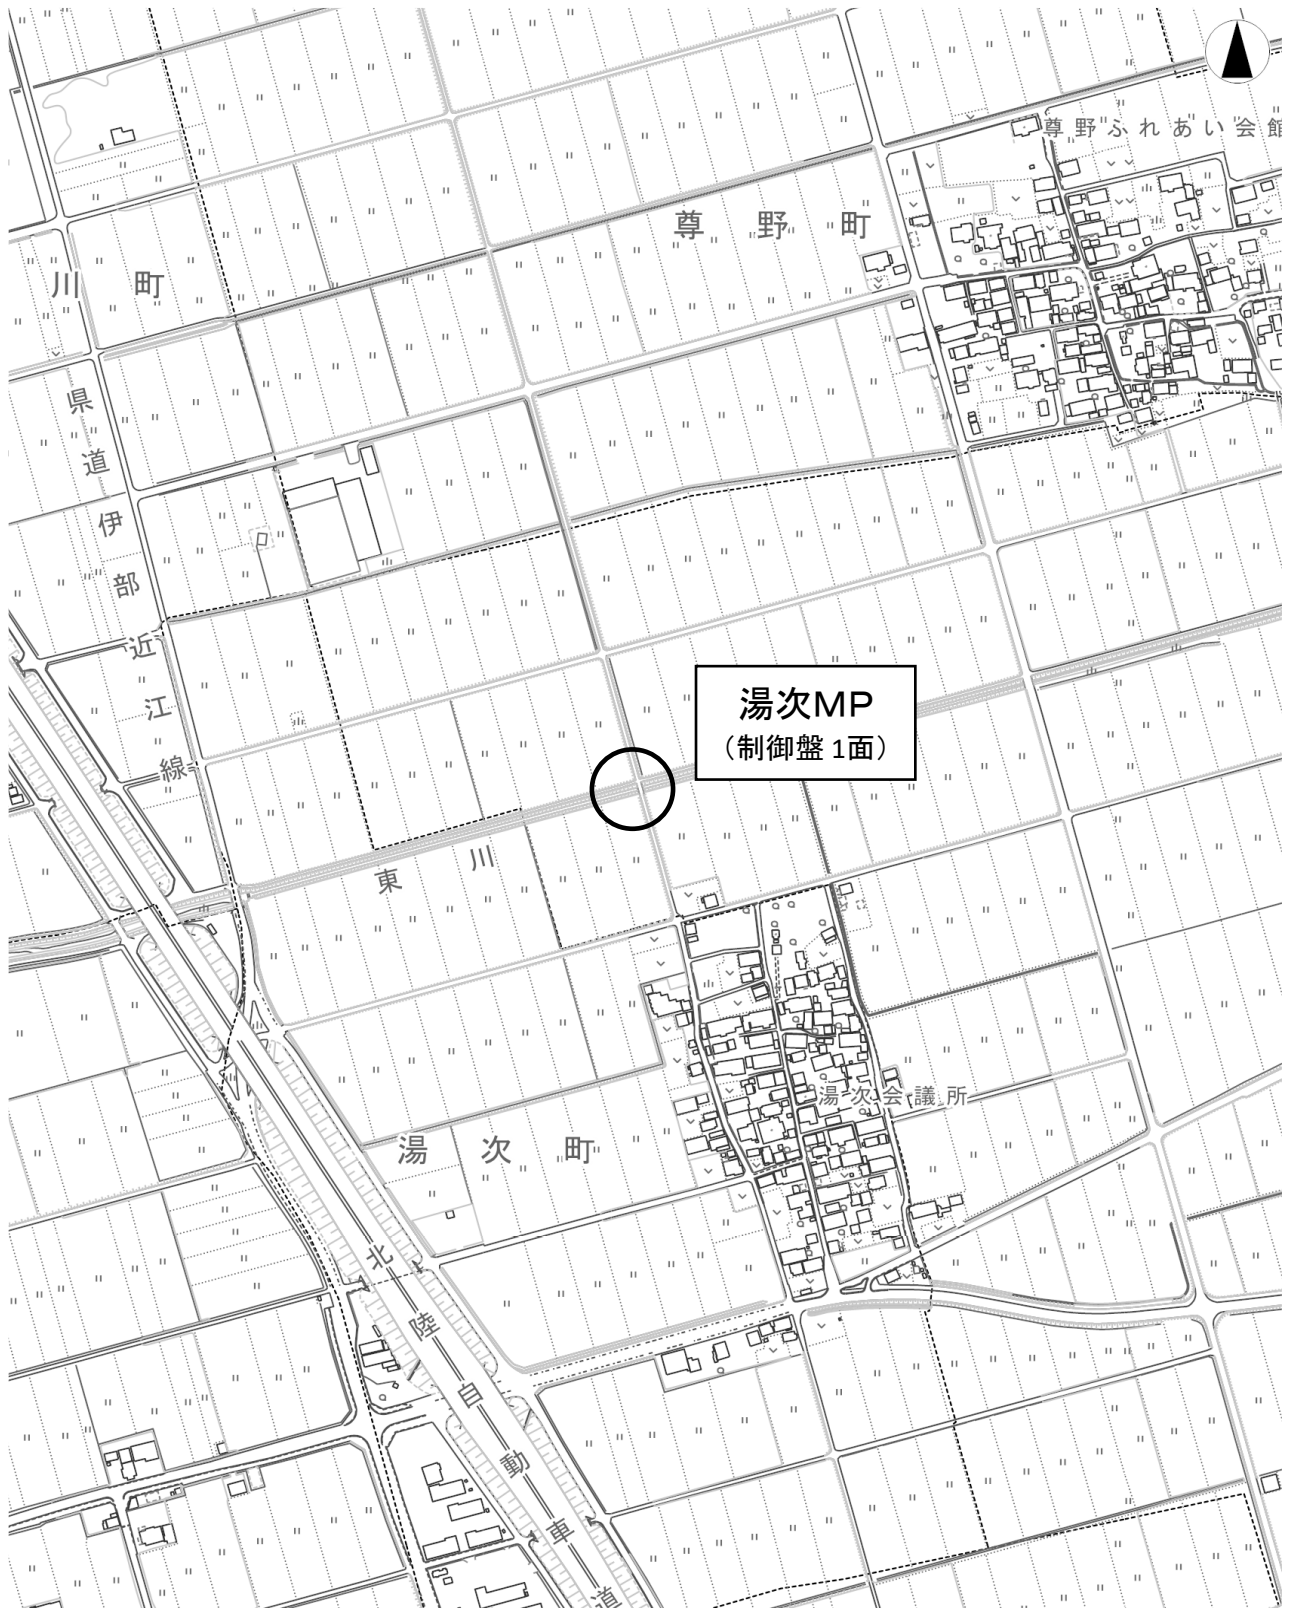 尊野ふれあい会館
尊野町
川町
県道伊部近江線
湯次MP
(制御盤 1面)
東川
湯次会議所
湯次町
北陸自動車道